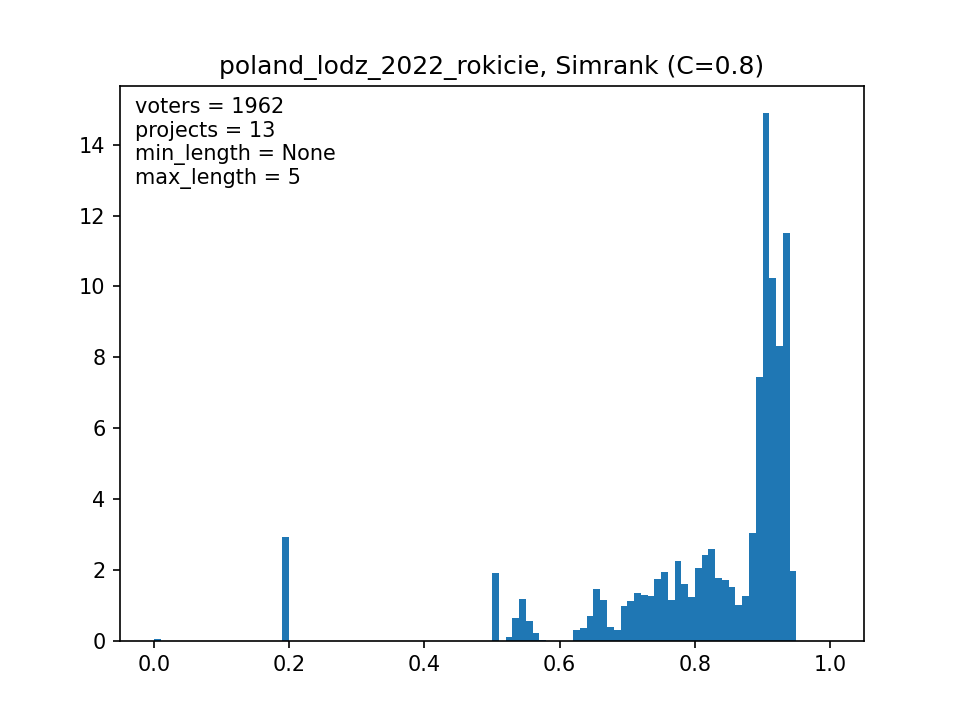 poland_lodz_2022_rokicie, Simrank (C=0.8)
voters = 1962
projects = 13
min_length = None
max_length = 5
14
12
10
8
6
4
2
0
0.0 0.2 0.4 0.6 0.8 1.0